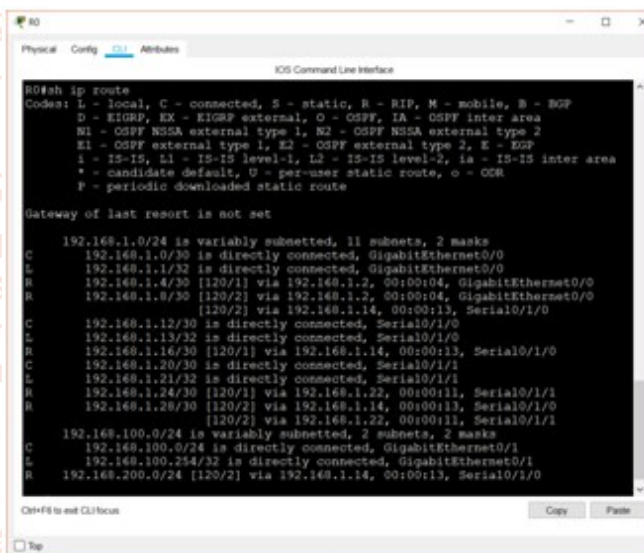 R0
Physical Config CLI Attributes
IOS Command Line Interface
R0#sh ip route
Codes: L - local, C - connected, S - static, R - RIP, M - mobile, B - BGP
D - EIGRP, EX - EIGRP external, O - OSPF, IA - OSPF inter area
N1 - OSPF NSSA external type 1, N2 - OSPF NSSA external type 2
E1 - OSPF external type 1, E2 - OSPF external type 2, E - EGP
i - IS-IS, L1 - IS-IS level-1, L2 - IS-IS level-2, ia - IS-IS inter area
* - candidate default, U - per-user static route, o - ODR
P - periodic downloaded static route
Gateway of last resort is not set
192.168.1.0/24 is variably subnetted, 11 subnets, 2 masks
C 192.168.1.0/30 is directly connected, GigabitEthernet0/0
L 192.168.1.1/32 is directly connected, GigabitEthernet0/0
R 192.168.1.4/30 [120/1] via 192.168.1.2, 00:00:04, GigabitEthernet0/0
R 192.168.1.8/30 [120/2] via 192.168.1.2, 00:00:04, GigabitEthernet0/0
[120/2] via 192.168.1.14, 00:00:13, Serial0/1/0
C 192.168.1.12/30 is directly connected, Serial0/1/0
L 192.168.1.13/32 is directly connected, Serial0/1/0
R 192.168.1.16/30 [120/1] via 192.168.1.14, 00:00:13, Serial0/1/0
C 192.168.1.20/30 is directly connected, Serial0/1/1
L 192.168.1.21/32 is directly connected, Serial0/1/1
R 192.168.1.24/30 [120/1] via 192.168.1.22, 00:00:11, Serial0/1/1
R 192.168.1.28/30 [120/2] via 192.168.1.14, 00:00:13, Serial0/1/0
[120/2] via 192.168.1.22, 00:00:11, Serial0/1/1
192.168.100.0/24 is variably subnetted, 2 subnets, 2 masks
C 192.168.100.0/24 is directly connected, GigabitEthernet0/1
L 192.168.100.254/32 is directly connected, GigabitEthernet0/1
R 192.168.200.0/24 [120/2] via 192.168.1.14, 00:00:13, Serial0/1/0
Ctrl+F6 to exit CLI focus
Copy Paste
Top